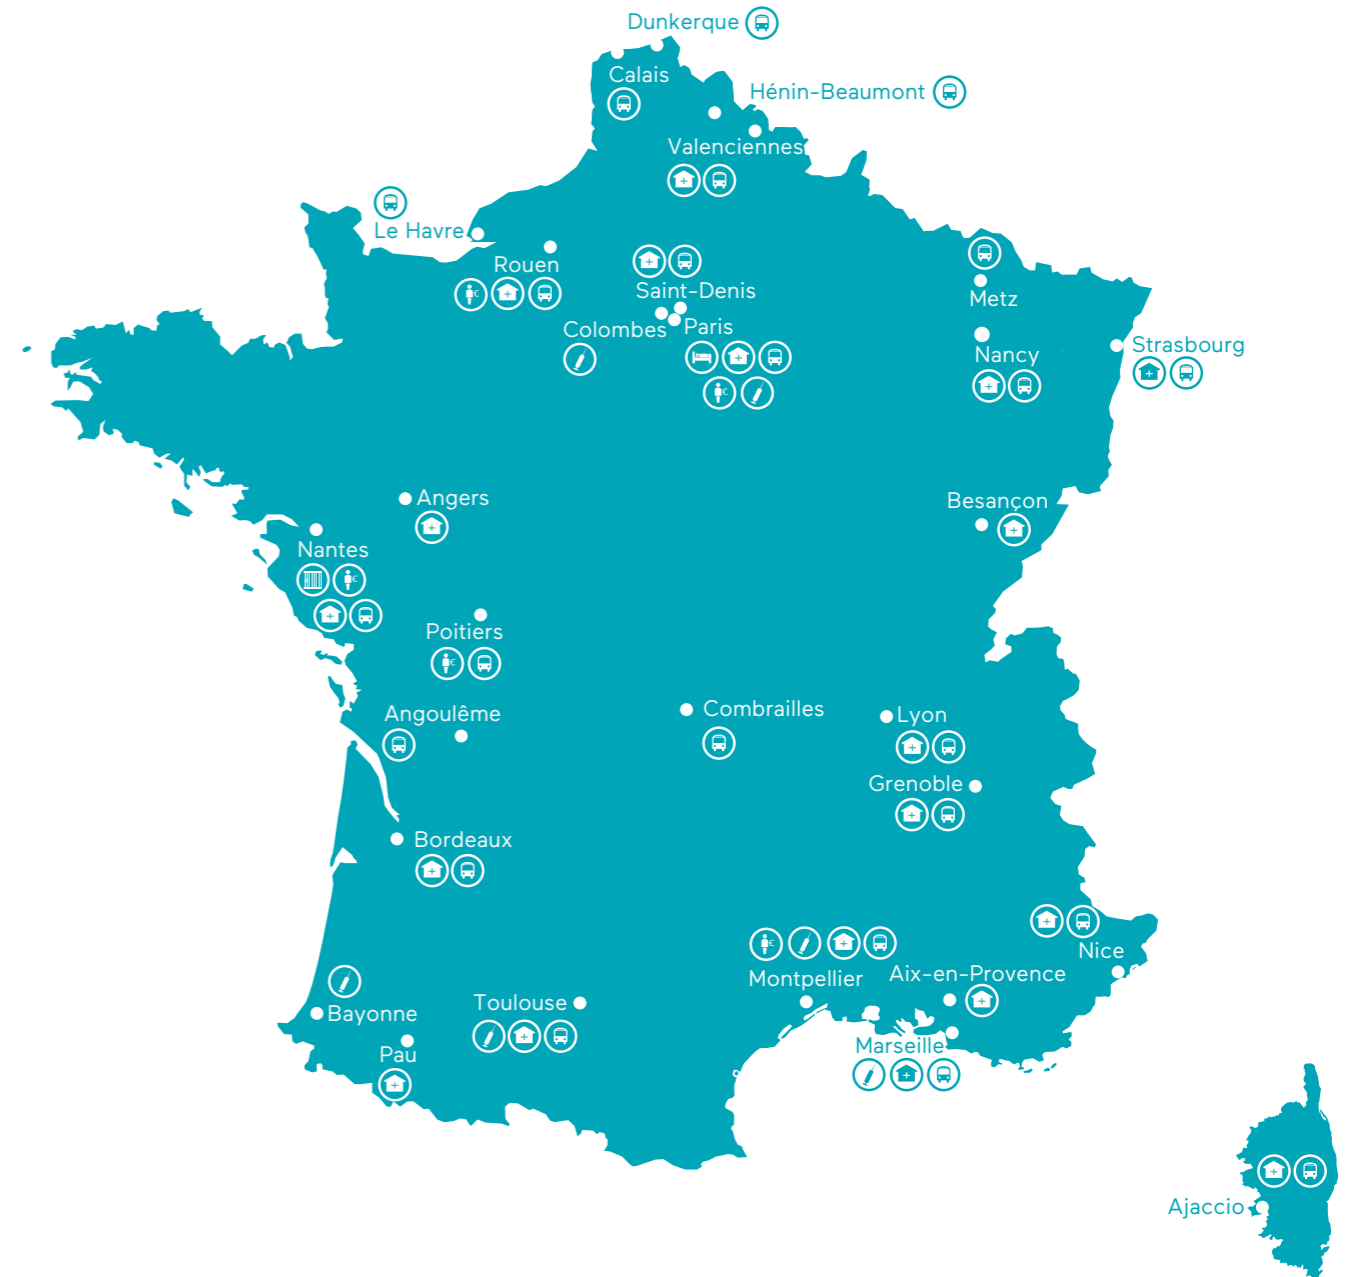 Dunkerque
Calais
Hénin-Beaumont
Valenciennes
Le Havre
Rouen
Saint-Denis
Colombes
Paris
Metz
Nancy
Strasbourg
Angers
Besançon
Nantes
Poitiers
Angoulême
Combrailles
Lyon
Grenoble
Bordeaux
Nice
Montpellier
Aix-en-Provence
Toulouse
Bayonne
Marseille
Pau
Ajaccio